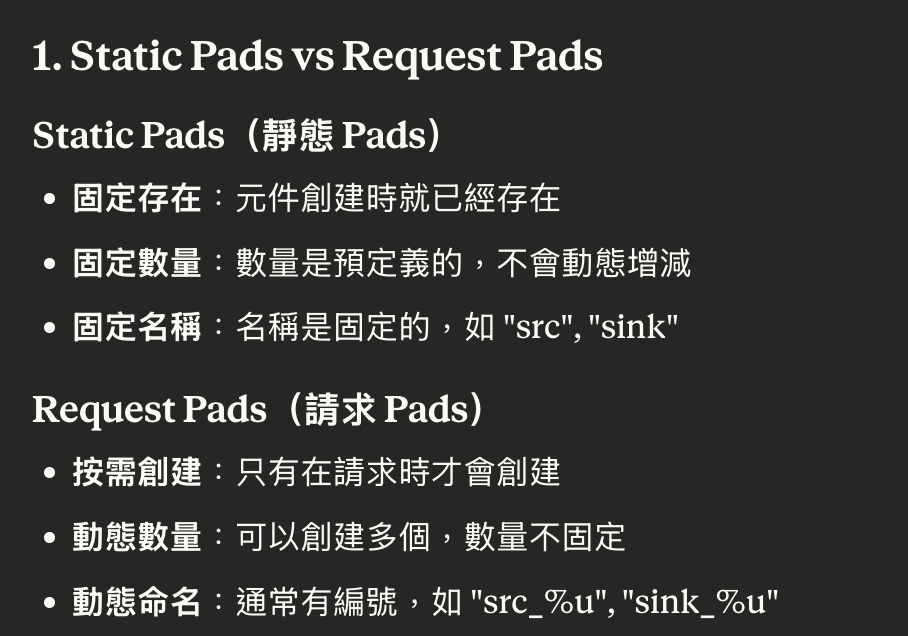 1. Static Pads vs Request Pads
Static Pads（靜態 Pads）
• 固定存在：元件創建時就已經存在
• 固定數量：數量是預定義的，不會動態增減
• 固定名稱：名稱是固定的，如 "src", "sink"
Request Pads（請求 Pads）
• 按需創建：只有在請求時才會創建
• 動態數量：可以創建多個，數量不固定
• 動態命名：通常有編號，如 "src_%u", "sink_%u"